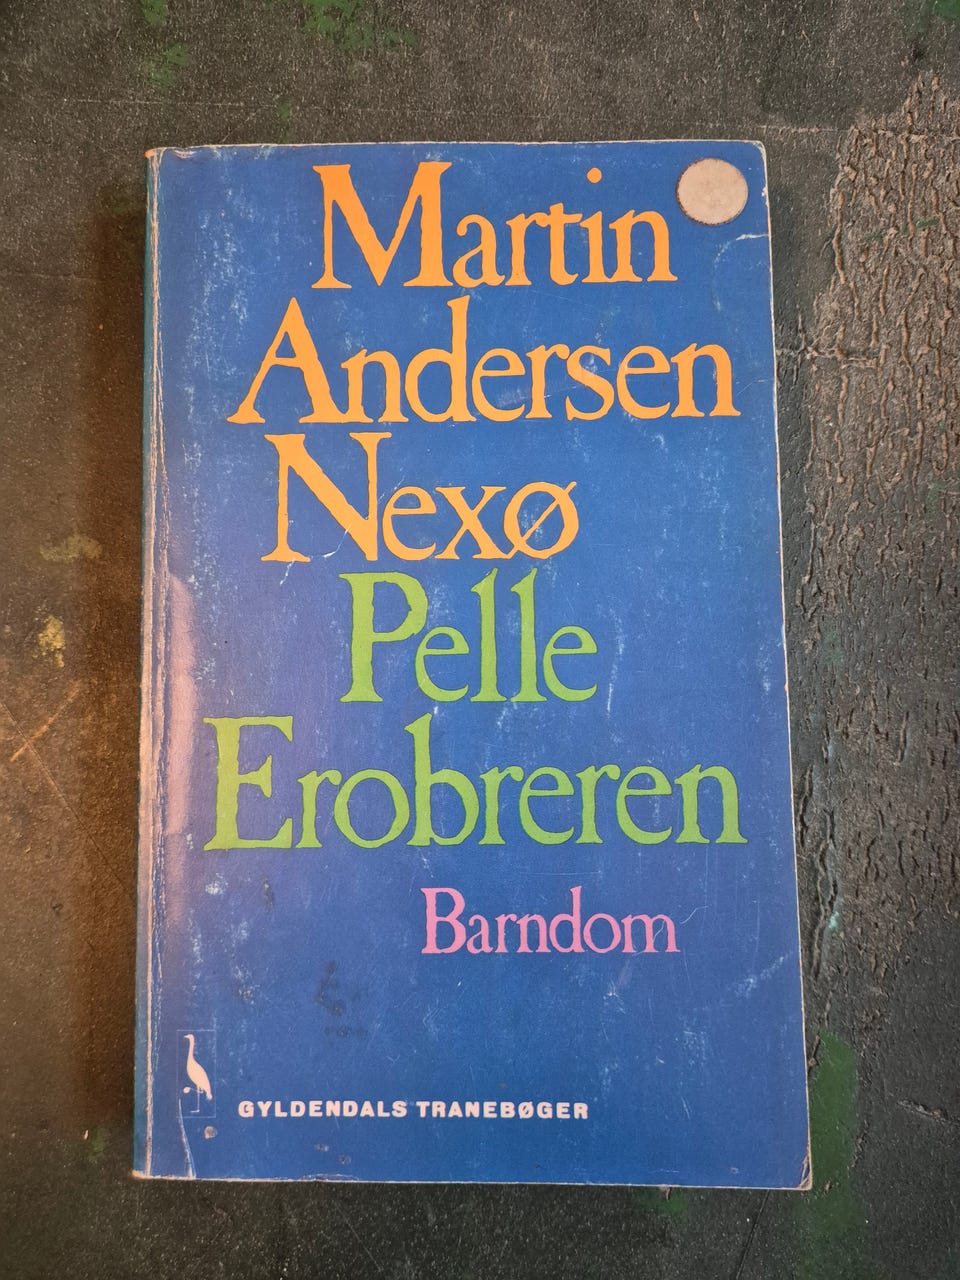 Martin
Andersen
Nexø
Pelle
Erobreren
Barndom
GYLDENDALS TRANEBØGER